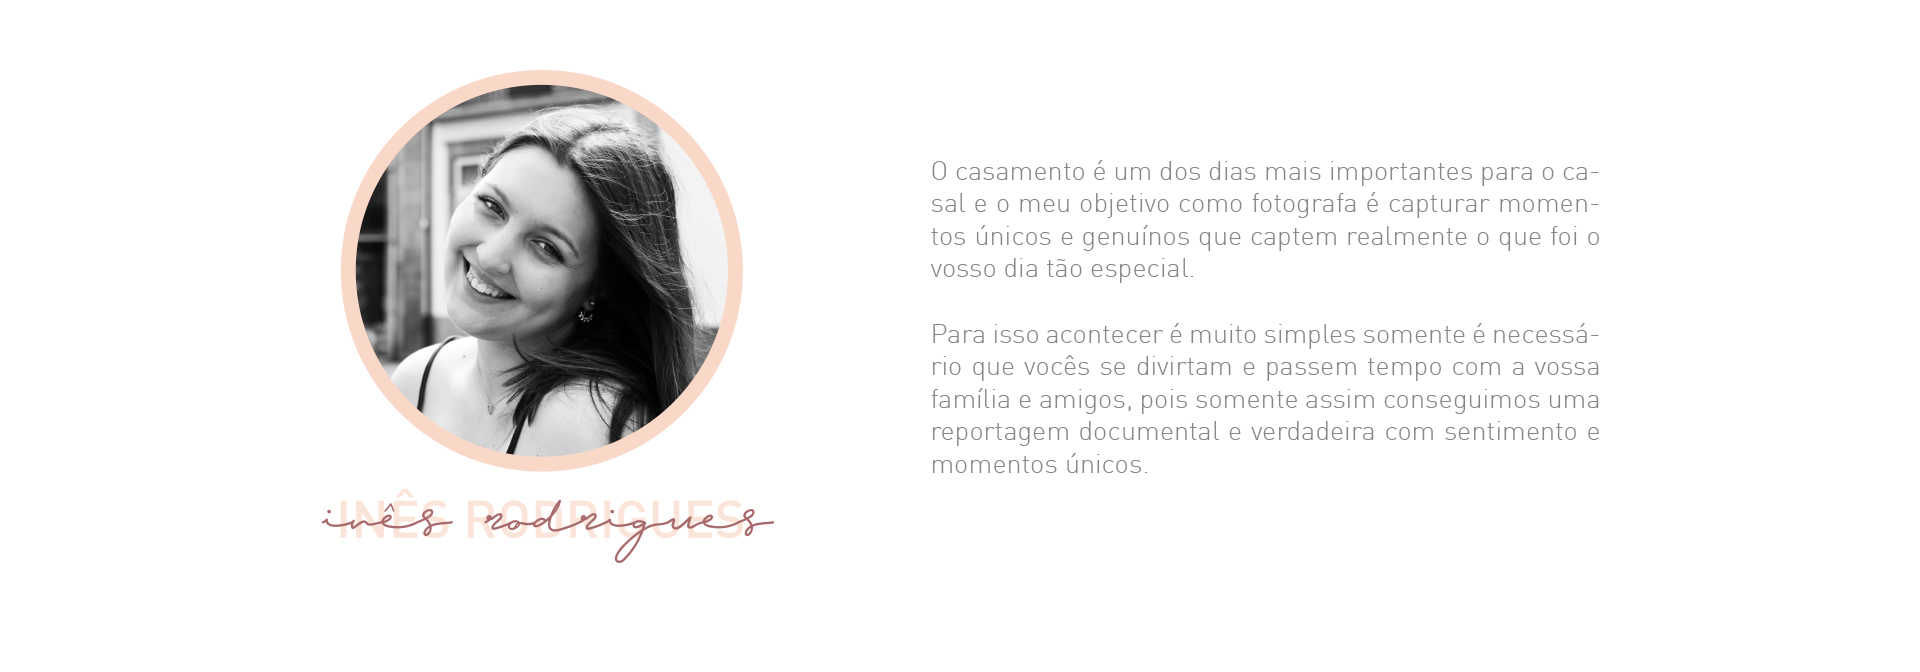 INÊS RODRIGUES
inês rodrigues
O casamento é um dos dias mais importantes para o ca-
sal e o meu objetivo como fotografa é capturar momen-
tos únicos e genuínos que captem realmente o que foi o
vosso dia tão especial.
Para isso acontecer é muito simples somente é necessá-
rio que vocês se divirtam e passem tempo com a vossa
família e amigos, pois somente assim conseguimos uma
reportagem documental e verdadeira com sentimento e
momentos únicos.